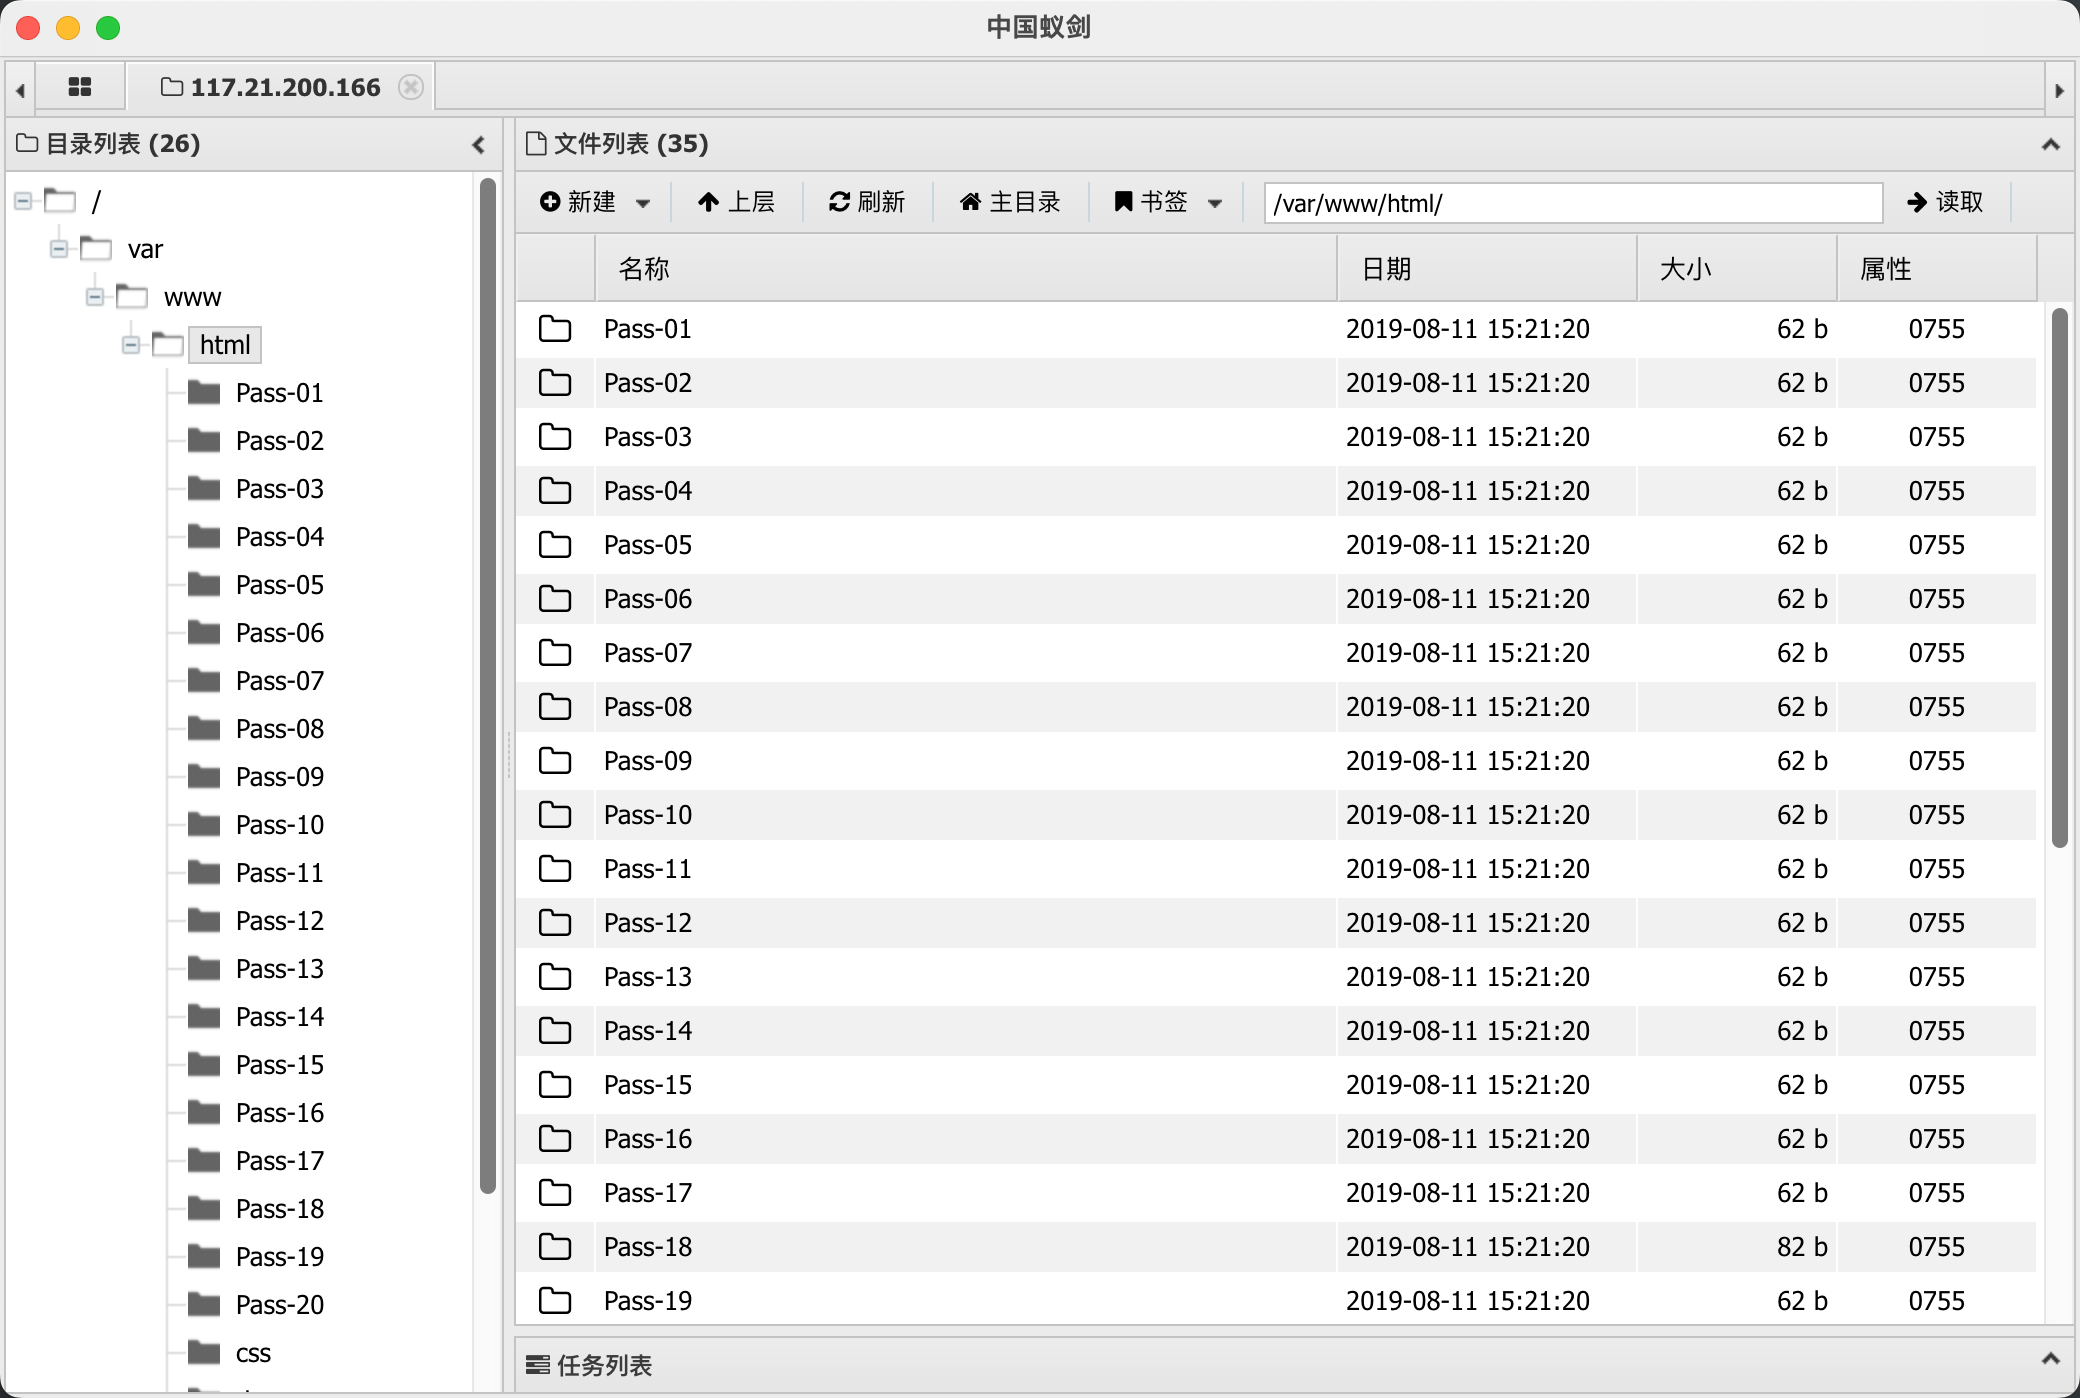 中国蚁剑
117.21.200.166
目录列表 (26)
/
var
www
html
Pass-01
Pass-02
Pass-03
Pass-04
Pass-05
Pass-06
Pass-07
Pass-08
Pass-09
Pass-10
Pass-11
Pass-12
Pass-13
Pass-14
Pass-15
Pass-16
Pass-17
Pass-18
Pass-19
Pass-20
css
文件列表 (35)
新建 上层 刷新 主目录 书签 /var/www/html/ 读取
名称 日期 大小 属性
Pass-01 2019-08-11 15:21:20 62 b 0755
Pass-02 2019-08-11 15:21:20 62 b 0755
Pass-03 2019-08-11 15:21:20 62 b 0755
Pass-04 2019-08-11 15:21:20 62 b 0755
Pass-05 2019-08-11 15:21:20 62 b 0755
Pass-06 2019-08-11 15:21:20 62 b 0755
Pass-07 2019-08-11 15:21:20 62 b 0755
Pass-08 2019-08-11 15:21:20 62 b 0755
Pass-09 2019-08-11 15:21:20 62 b 0755
Pass-10 2019-08-11 15:21:20 62 b 0755
Pass-11 2019-08-11 15:21:20 62 b 0755
Pass-12 2019-08-11 15:21:20 62 b 0755
Pass-13 2019-08-11 15:21:20 62 b 0755
Pass-14 2019-08-11 15:21:20 62 b 0755
Pass-15 2019-08-11 15:21:20 62 b 0755
Pass-16 2019-08-11 15:21:20 62 b 0755
Pass-17 2019-08-11 15:21:20 62 b 0755
Pass-18 2019-08-11 15:21:20 82 b 0755
Pass-19 2019-08-11 15:21:20 62 b 0755
任务列表